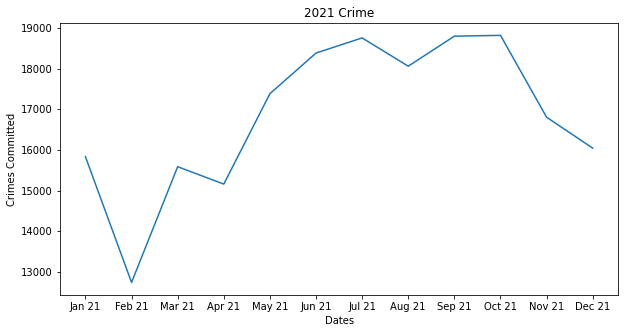 2021 Crime
Crimes Committed
19000
18000
17000
16000
15000
14000
13000
Jan 21 Feb 21 Mar 21 Apr 21 May 21 Jun 21 Jul 21 Aug 21 Sep 21 Oct 21 Nov 21 Dec 21
Dates